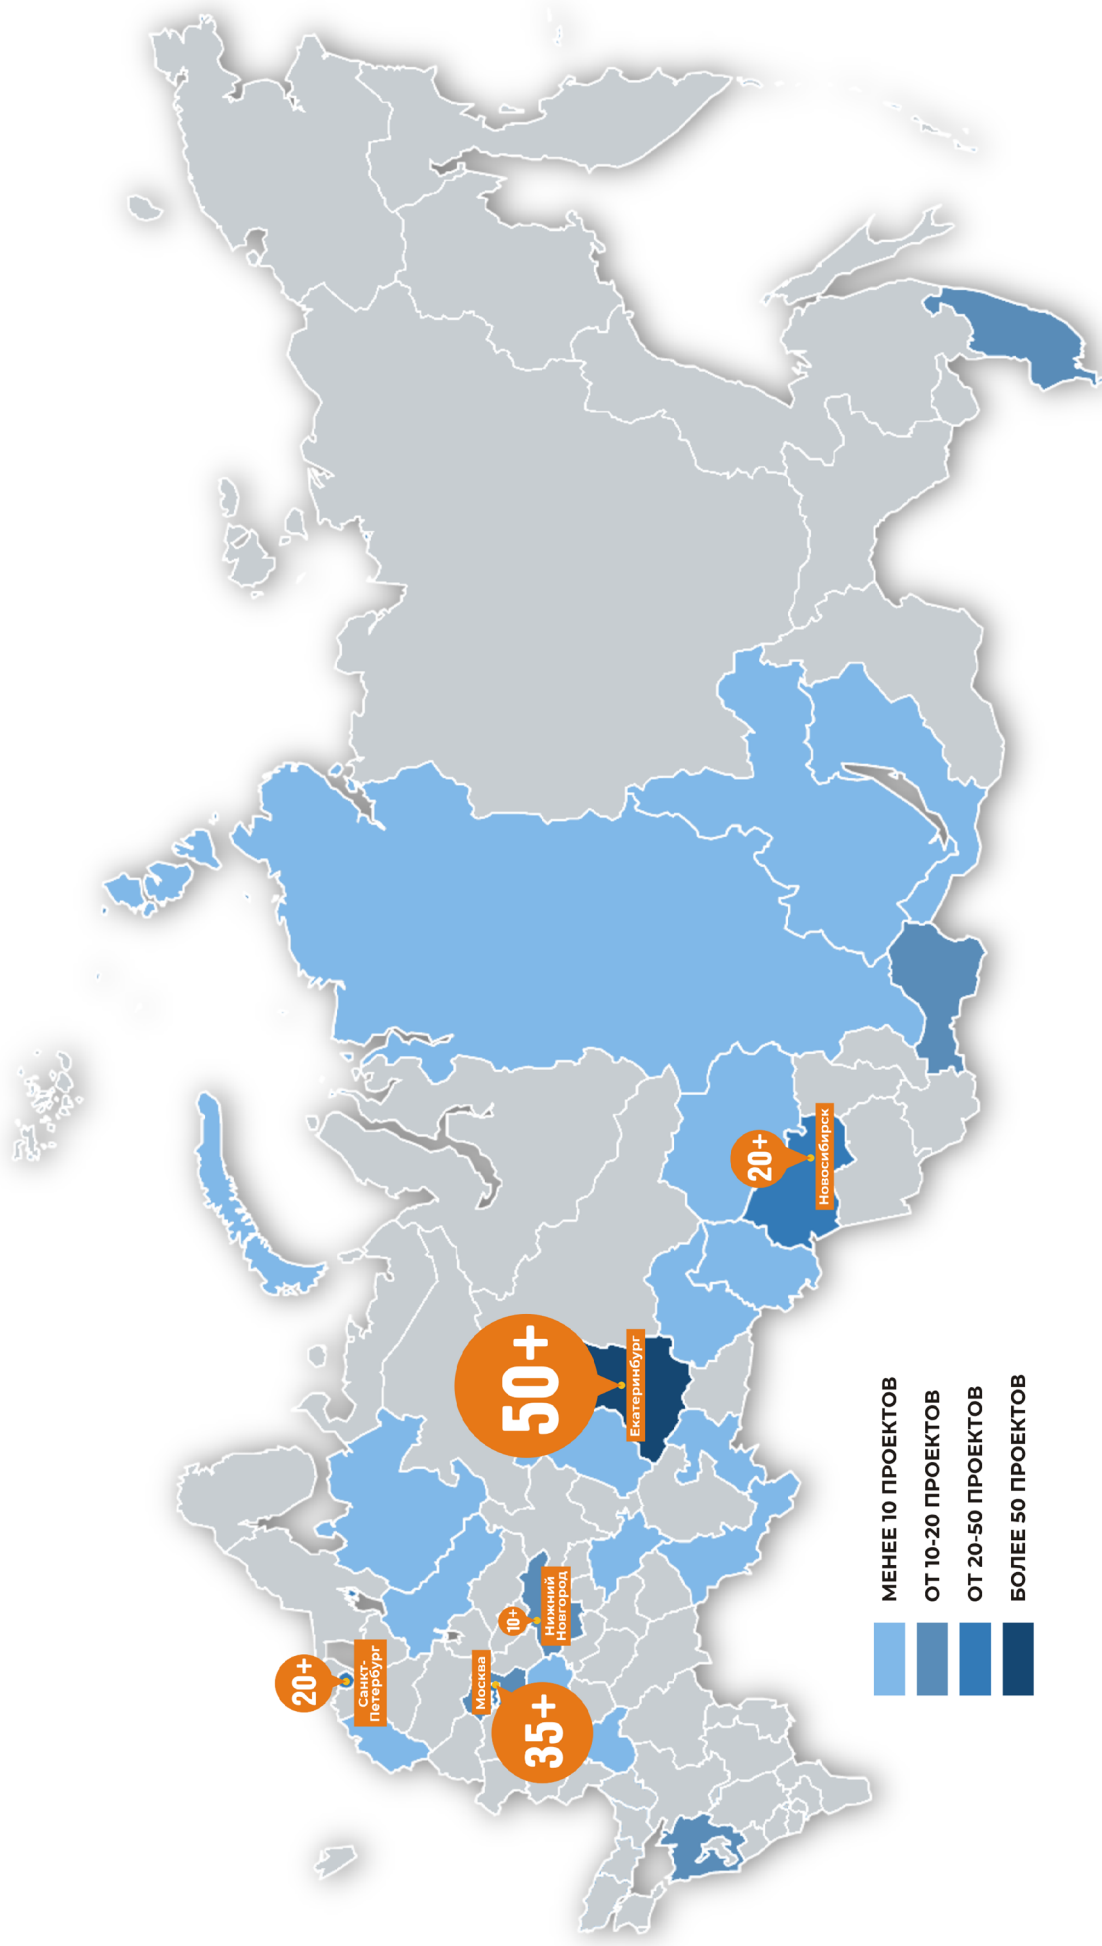 20+
Санкт-
Петербург
Москва
35+
10+
Нижний
Новгород
50+
Екатеринбург
20+
Новосибирск
МЕНЕЕ 10 ПРОЕКТОВ
ОТ 10-20 ПРОЕКТОВ
ОТ 20-50 ПРОЕКТОВ
БОЛЕЕ 50 ПРОЕКТОВ